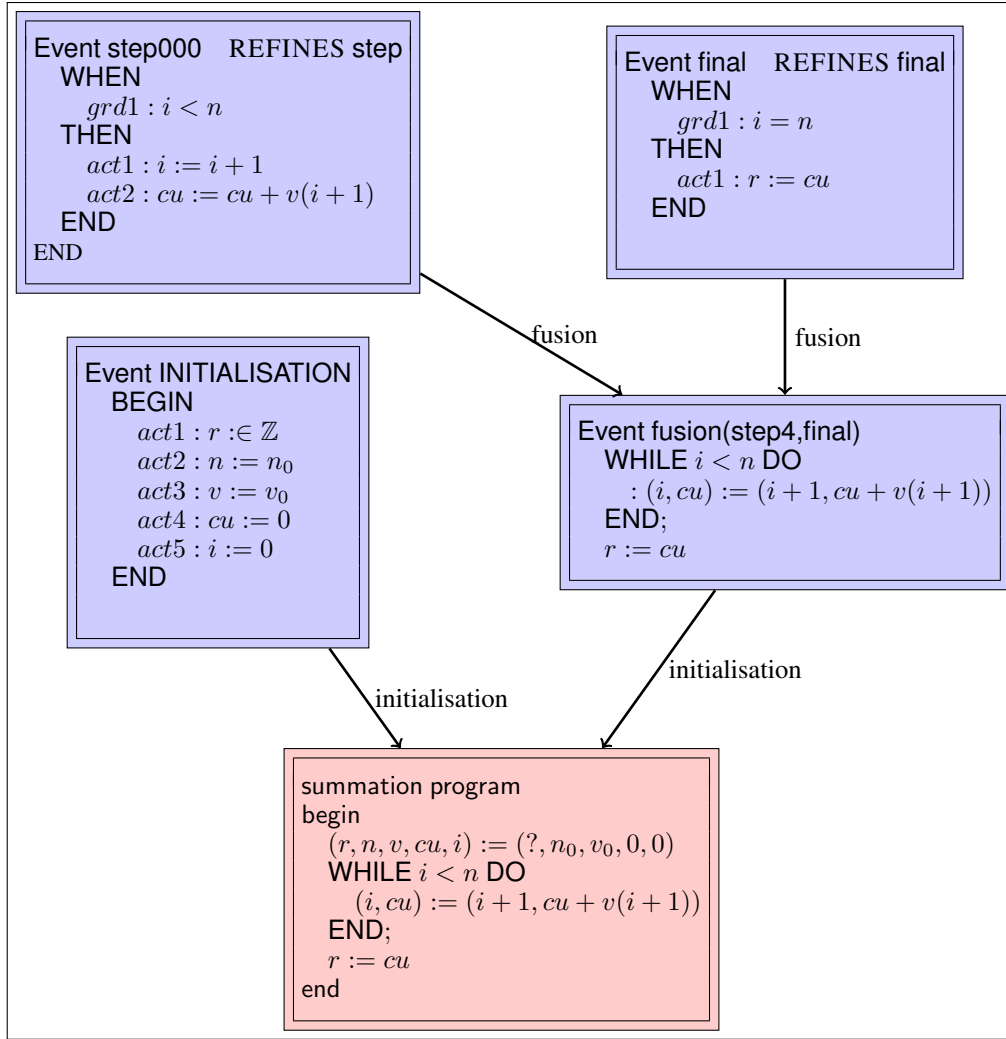 Event step000 REFINES step
WHEN
grd1 : i < n
THEN
act1 : i := i + 1
act2 : cu := cu + v(i + 1)
END
END
Event final REFINES final
WHEN
grd1 : i = n
THEN
act1 : r := cu
END
fusion
fusion
Event INITIALISATION
BEGIN
act1 : r :∈ ℤ
act2 : n := n₀
act3 : v := v₀
act4 : cu := 0
act5 : i := 0
END
Event fusion(step4,final)
WHILE i < n DO
: (i, cu) := (i + 1, cu + v(i + 1))
END;
r := cu
initialisation
initialisation
summation program
begin
(r, n, v, cu, i) := (?, n₀, v₀, 0, 0)
WHILE i < n DO
(i, cu) := (i + 1, cu + v(i + 1))
END;
r := cu
end